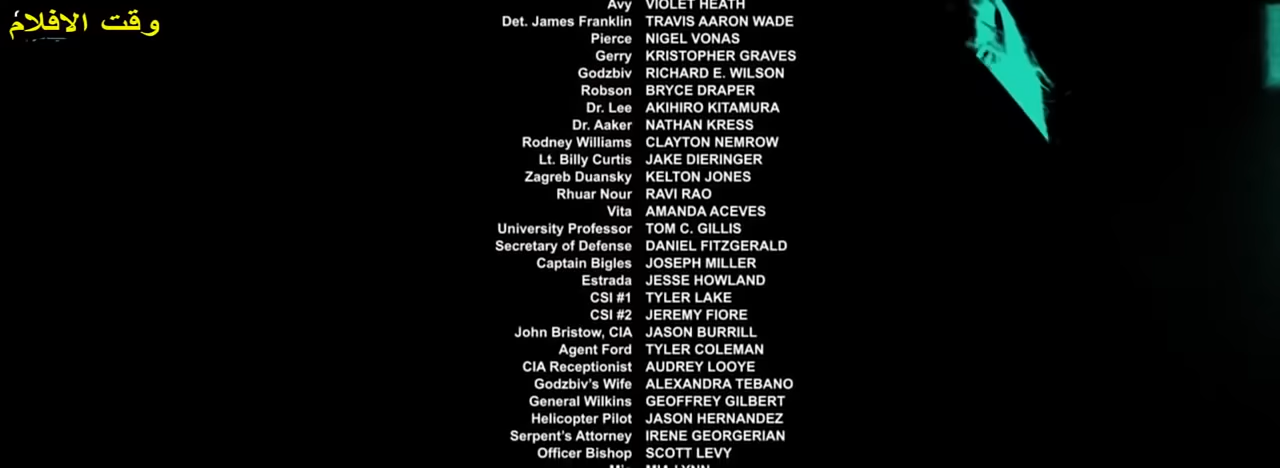 وقت الافلام
Avy VIOLET HEATH
Det. James Franklin TRAVIS AARON WADE
Pierce NIGEL VONAS
Gerry KRISTOPHER GRAVES
Godzbiv RICHARD E. WILSON
Robson BRYCE DRAPER
Dr. Lee AKIHIRO KITAMURA
Dr. Aaker NATHAN KRESS
Rodney Williams CLAYTON NEMROW
Lt. Billy Curtis JAKE DIERINGER
Zagreb Duansky KELTON JONES
Rhuar Nour RAVI RAO
Vita AMANDA ACEVES
University Professor TOM C. GILLIS
Secretary of Defense DANIEL FITZGERALD
Captain Bigles JOSEPH MILLER
Estrada JESSE HOWLAND
CSI #1 TYLER LAKE
CSI #2 JEREMY FIORE
John Bristow, CIA JASON BURRILL
Agent Ford TYLER COLEMAN
CIA Receptionist AUDREY LOOYE
Godzbiv's Wife ALEXANDRA TEBANO
General Wilkins GEOFFREY GILBERT
Helicopter Pilot JASON HERNANDEZ
Serpent's Attorney IRENE GEORGERIAN
Officer Bishop SCOTT LEVY